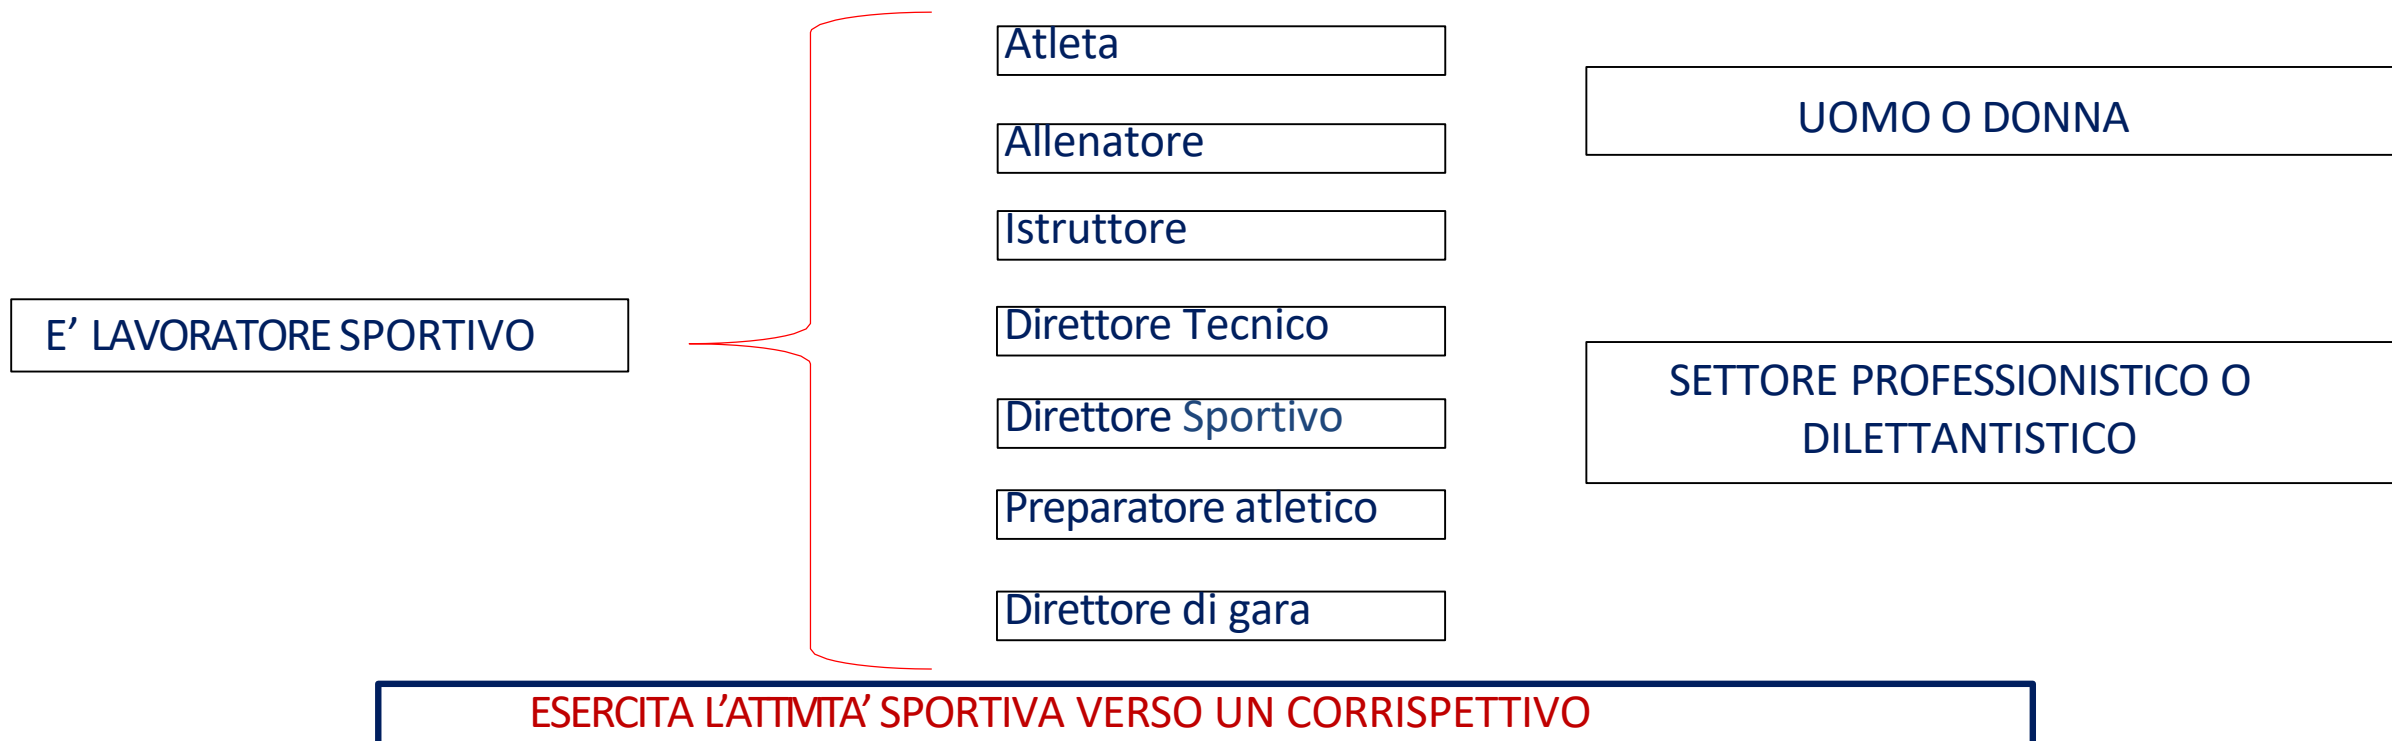 Atleta
UOMO O DONNA
Allenatore
Istruttore
E’ LAVORATORE SPORTIVO
Direttore Tecnico
SETTORE PROFESSIONISTICO O
DILETTANTISTICO
Direttore Sportivo
Preparatore atletico
Direttore di gara
ESERCITA L’ATTIVITA’ SPORTIVA VERSO UN CORRISPETTIVO